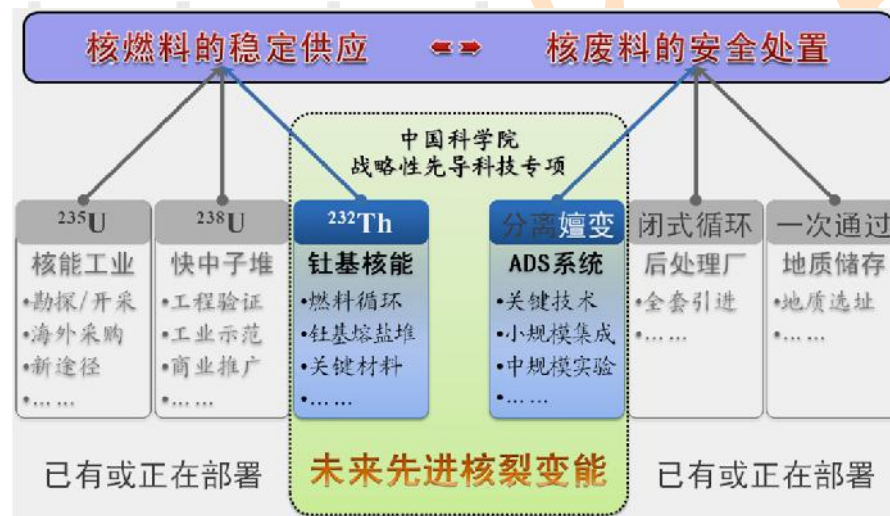 核燃料的稳定供应
核废料的安全处置
中国科学院
战略性先导科技专项
²³⁵U
核能工业
•勘探/开采
•海外采购
•新途径
•……
²³⁸U
快中子堆
•工程验证
•工业示范
•商业推广
•……
²³²Th
钍基核能
•燃料循环
•钍基熔盐堆
•关键材料
•……
分离嬗变
ADS系统
•关键技术
•小规模集成
•中规模实验
•……
闭式循环
后处理厂
•全套引进
•……
一次通过
地质储存
•地质选址
•……
已有或正在部署
未来先进核裂变能
已有或正在部署